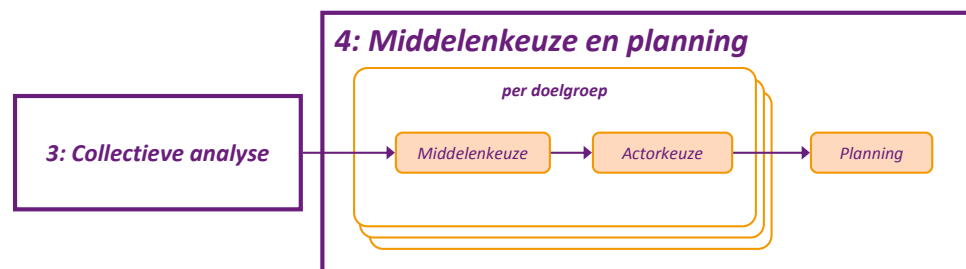 4: Middelenkeuze en planning
per doelgroep
3: Collectieve analyse
Middelenkeuze
Actorkeuze
Planning